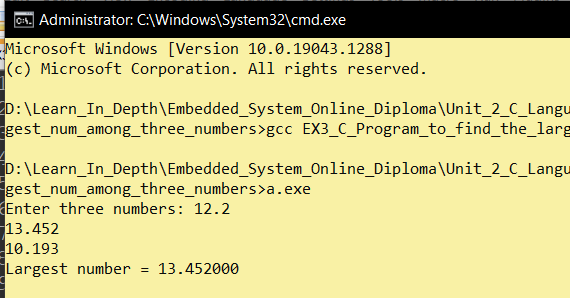 Administrator: C:\Windows\System32\cmd.exe
Microsoft Windows [Version 10.0.19043.1288]
(c) Microsoft Corporation. All rights reserved.
D:\Learn_In_Depth\Embedded_System_Online_Diploma\Unit_2_C_Langu
gest_num_among_three_numbers>gcc EX3_C_Program_to_find_the_larg
D:\Learn_In_Depth\Embedded_System_Online_Diploma\Unit_2_C_Langu
gest_num_among_three_numbers>a.exe
Enter three numbers: 12.2
13.452
10.193
Largest number = 13.452000